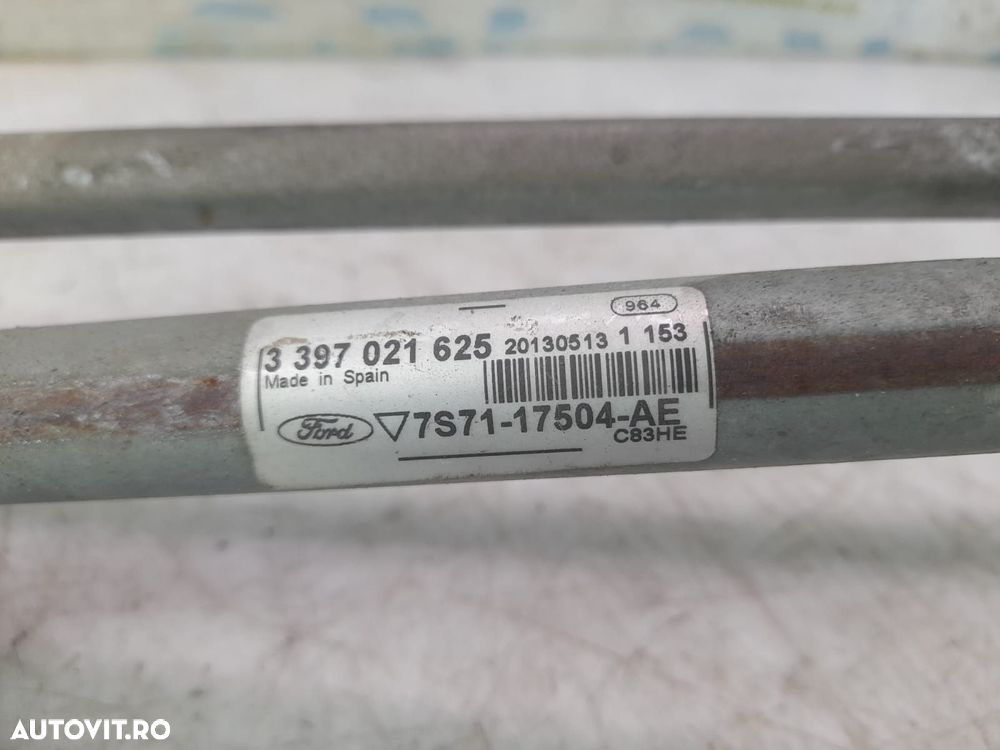 964
3 397 021 625 20130513 1 153
Made in Spain
Ford 7S71-17504-AE
C83HE
AUTOVIT.RO